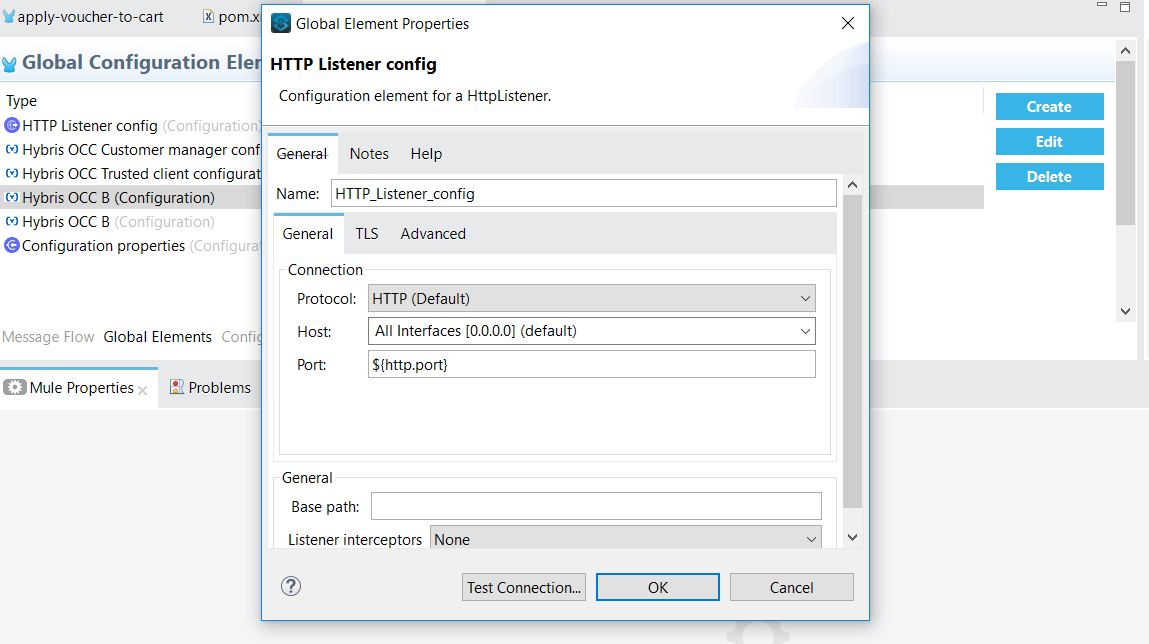 apply-voucher-to-cart
pom.x
Global Element Properties
HTTP Listener config
Configuration element for a HttpListener.
General Notes Help
Name: HTTP_Listener_config
General TLS Advanced
Connection
Protocol: HTTP (Default)
Host: All Interfaces [0.0.0.0] (default)
Port: ${http.port}
General
Base path:
Listener interceptors None
Test Connection... OK Cancel
Global Configuration Ele
Type
HTTP Listener config (Configuration)
Hybris OCC Customer manager conf
Hybris OCC Trusted client configurat
Hybris OCC B (Configuration)
Hybris OCC B (Configuration)
Configuration properties (Configura
Create
Edit
Delete
Message Flow Global Elements Config
Mule Properties Problems